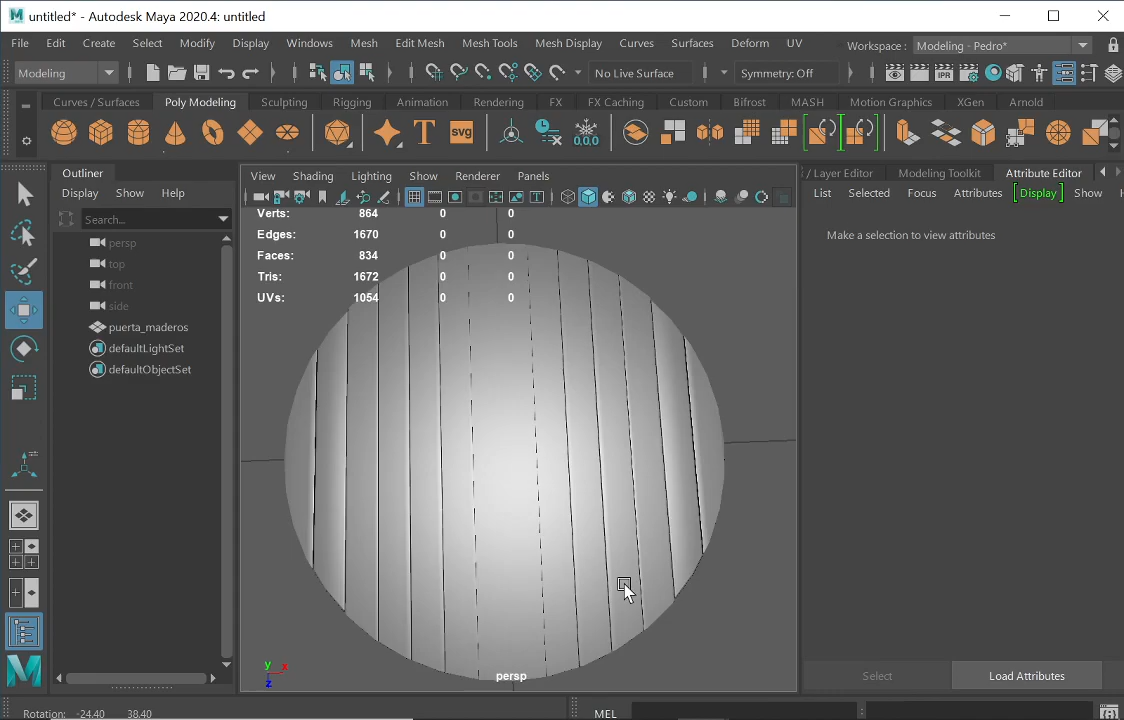 untitled* - Autodesk Maya 2020.4: untitled
File Edit Create Select Modify Display Windows Mesh Edit Mesh Mesh Tools Mesh Display Curves Surfaces Deform UV Workspace : Modeling - Pedro*
Modeling No Live Surface Symmetry: Off IPR
Curves / Surfaces Poly Modeling Sculpting Rigging Animation Rendering FX FX Caching Custom Bifrost MASH Motion Graphics XGen Arnold
T SVG 0,0,0
Outliner
Display Show Help
Search...
persp
top
front
side
puerta_maderos
defaultLightSet
defaultObjectSet
View Shading Lighting Show Renderer Panels
Verts: 864 0 0
Edges: 1670 0 0
Faces: 834 0 0
Tris: 1672 0 0
UVs: 1054 0 0
y x
z
persp
/ Layer Editor Modeling Toolkit Attribute Editor
List Selected Focus Attributes Display Show
Make a selection to view attributes
Select Load Attributes
Rotation: -24.40 38.40 MEL